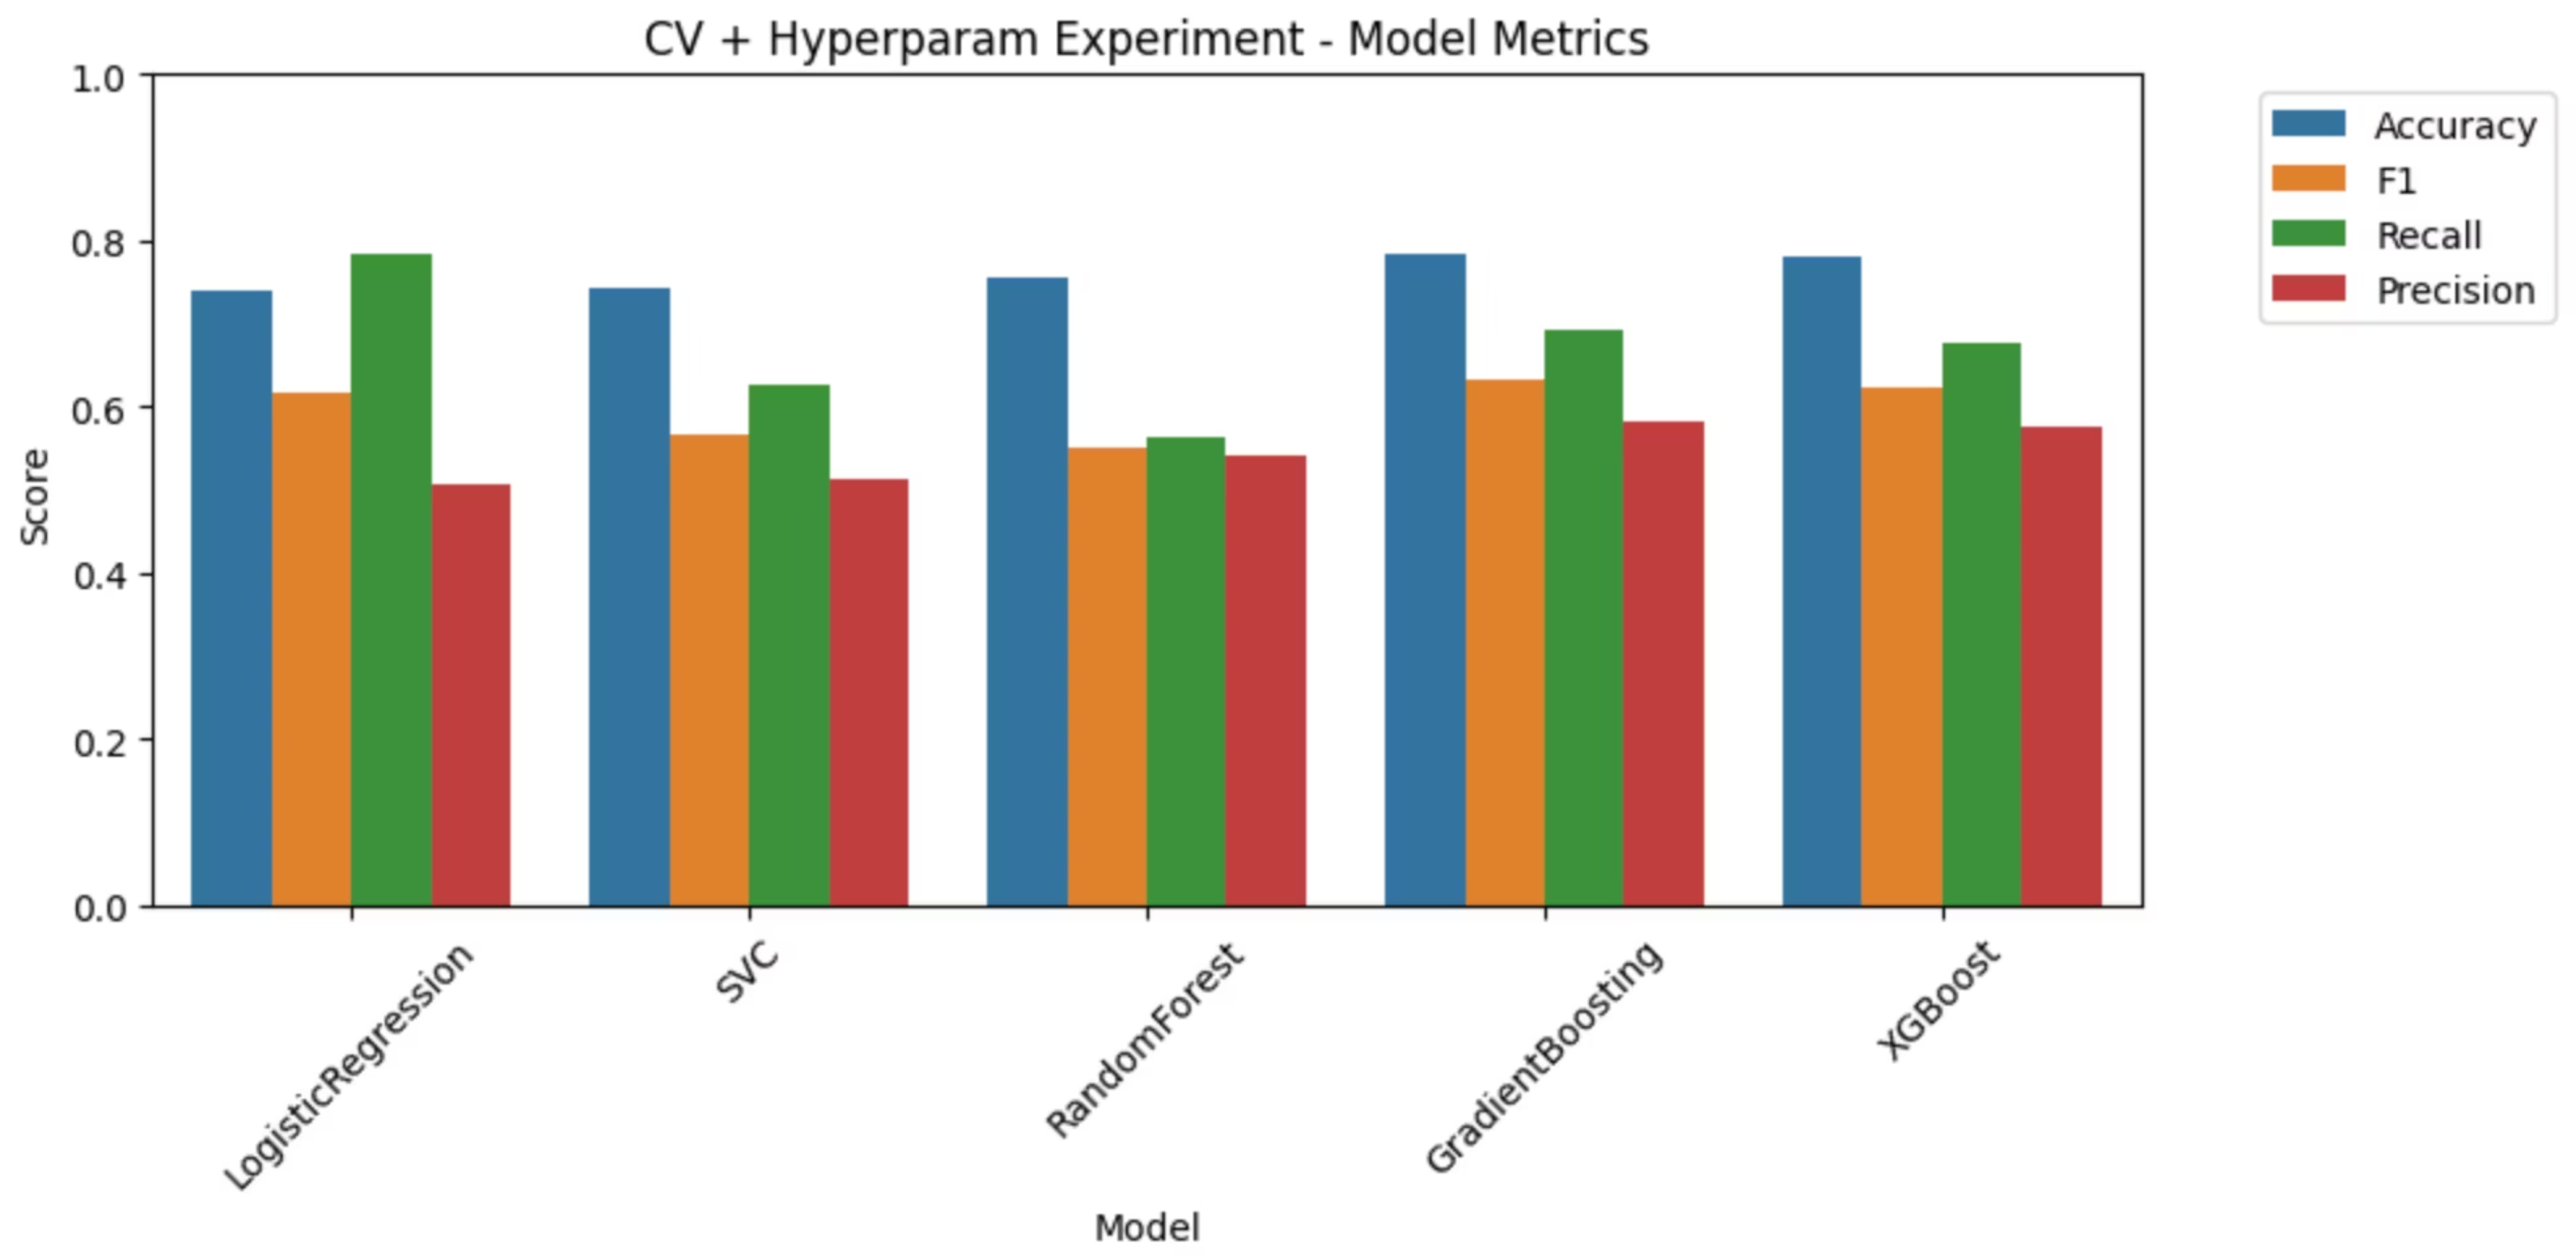 CV + Hyperparam Experiment - Model Metrics
1.0
0.8
0.6
0.4
0.2
0.0
Score
LogisticRegression
SVC
RandomForest
GradientBoosting
XGBoost
Model
Accuracy
F1
Recall
Precision